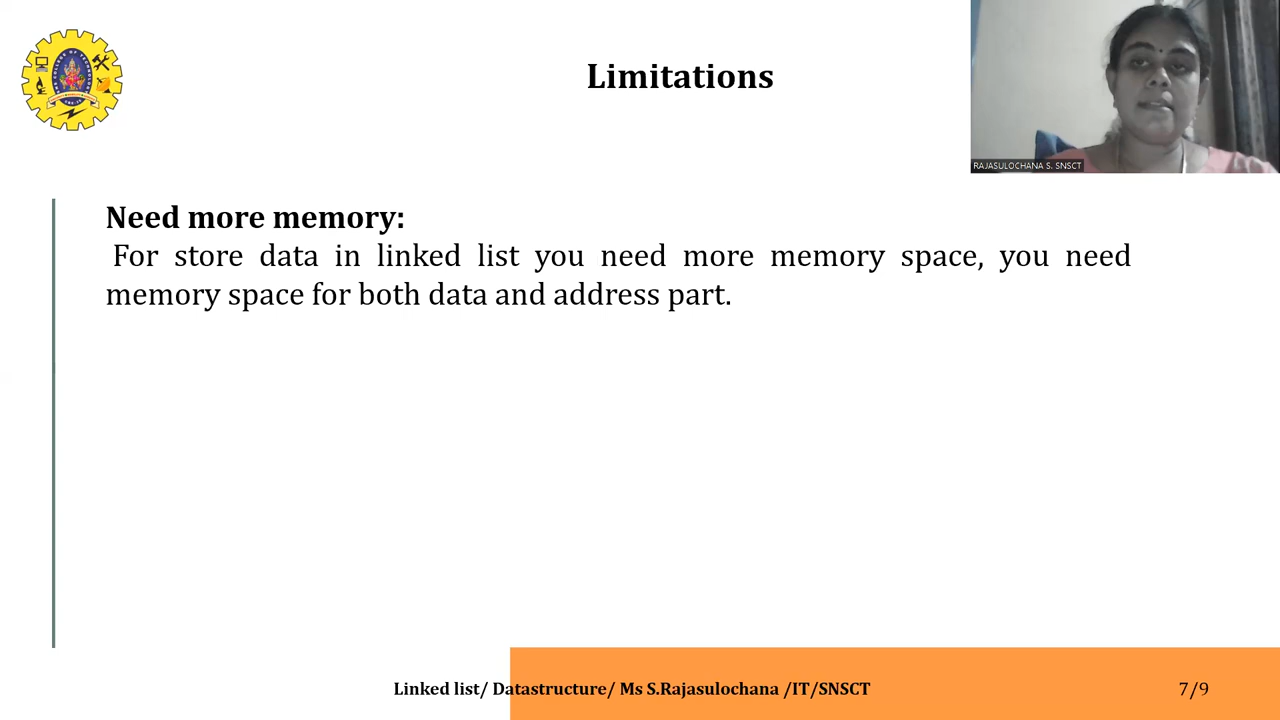 Limitations
RAJASULOCHANA S. SNSCT
Need more memory:
For store data in linked list you need more memory space, you need
memory space for both data and address part.
Linked list/ Datastructure/ Ms S.Rajasulochana /IT/SNSCT
7/9